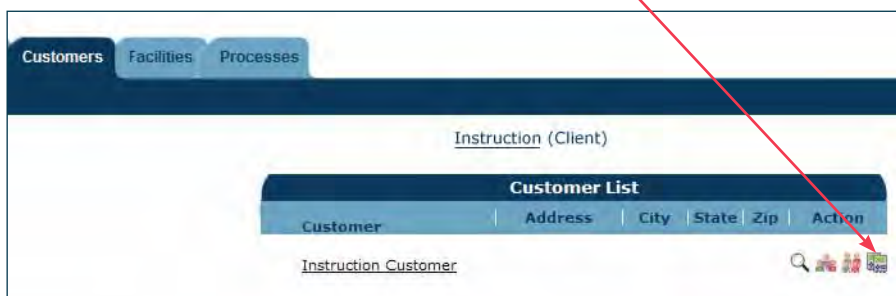 Customers Facilities Processes
Instruction (Client)
Customer List
Customer Address City State Zip Action
Instruction Customer